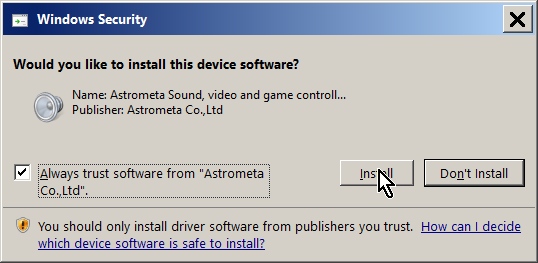 Windows Security
Would you like to install this device software?
Name: Astrometa Sound, video and game controll...
Publisher: Astrometa Co.,Ltd
Always trust software from "Astrometa
Co.,Ltd".
Install
Don't Install
You should only install driver software from publishers you trust. How can I decide
which device software is safe to install?